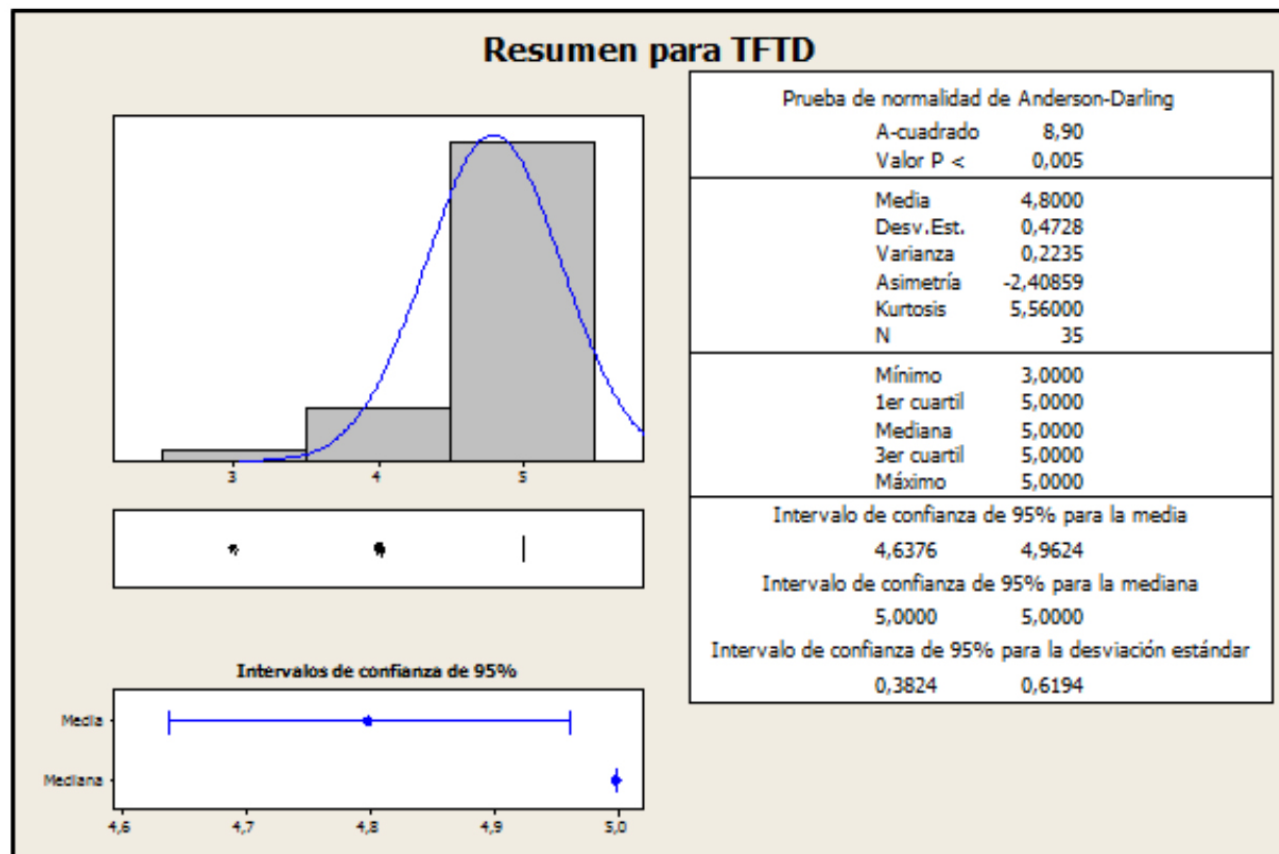 Resumen para TFTD
3 4 5
Intervalos de confianza de 95%
Media
Mediana
4,6 4,7 4,8 4,9 5,0
Prueba de normalidad de Anderson-Darling
A-cuadrado 8,90
Valor P < 0,005
Media 4,8000
Desv.Est. 0,4728
Varianza 0,2235
Asimetría -2,40859
Kurtosis 5,56000
N 35
Mínimo 3,0000
1er cuartil 5,0000
Mediana 5,0000
3er cuartil 5,0000
Máximo 5,0000
Intervalo de confianza de 95% para la media
4,6376 4,9624
Intervalo de confianza de 95% para la mediana
5,0000 5,0000
Intervalo de confianza de 95% para la desviación estándar
0,3824 0,6194